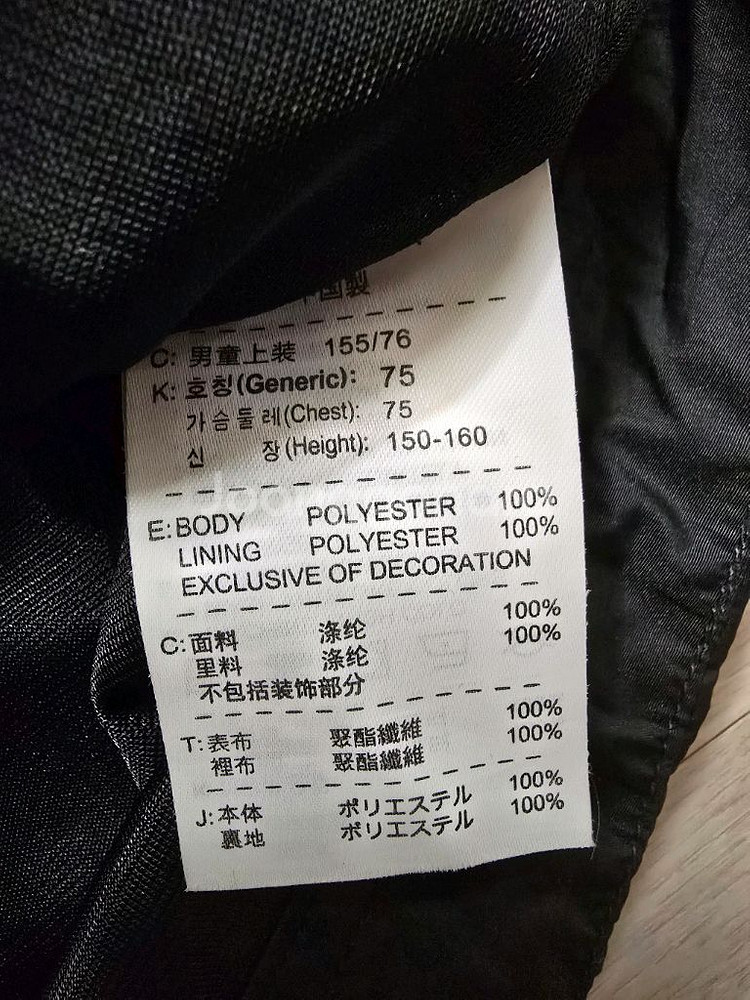 国製
C: 男童上装 155/76
K: 호칭(Generic): 75
가슴둘레(Chest): 75
신 장(Height): 150-160
E: BODY POLYESTER 100%
LINING POLYESTER 100%
EXCLUSIVE OF DECORATION
C: 面料 涤纶 100%
里料 涤纶 100%
不包括装饰部分
T: 表布 聚酯纖維 100%
裡布 聚酯纖維 100%
J: 本体 ポリエステル 100%
裏地 ポリエステル 100%